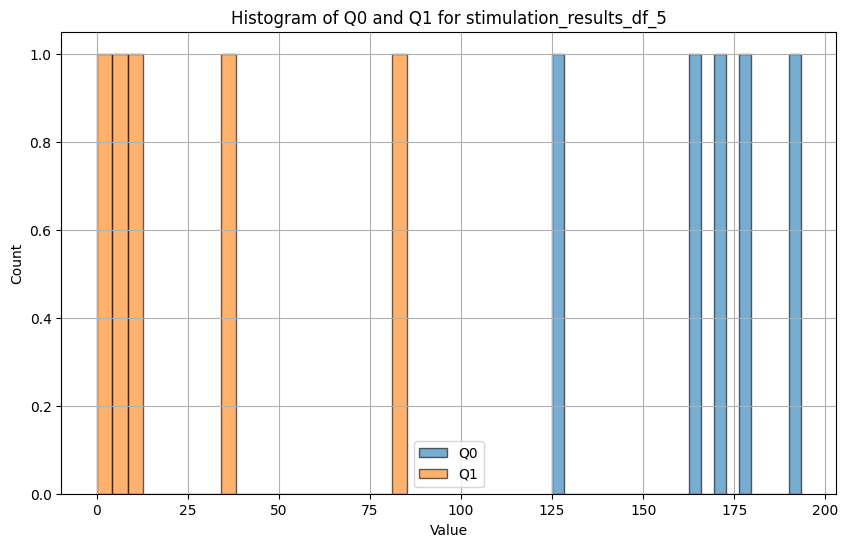 Histogram of Q0 and Q1 for stimulation_results_df_5
Count
1.0
0.8
0.6
0.4
0.2
0.0
Q0
Q1
0 25 50 75 100 125 150 175 200
Value